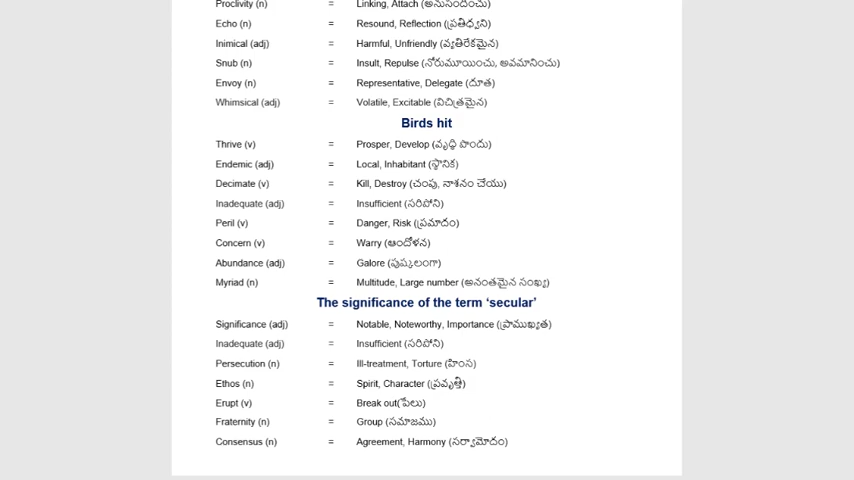 Proclivity (n) = Linking, Attach (అనుసంధించు)
Echo (n) = Resound, Reflection (ప్రతిధ్వని)
Inimical (adj) = Harmful, Unfriendly (వ్యతిరేకమైన)
Snub (n) = Insult, Repulse (నోరుమూయించు, అవమానించు)
Envoy (n) = Representative, Delegate (దూత)
Whimsical (adj) = Volatile, Excitable (విచిత్రమైన)
Birds hit
Thrive (v) = Prosper, Develop (వృద్ధి పొందు)
Endemic (adj) = Local, Inhabitant (స్థానిక)
Decimate (v) = Kill, Destroy (చంపు, నాశనం చేయు)
Inadequate (adj) = Insufficient (సరిపోని)
Peril (v) = Danger, Risk (ప్రమాదం)
Concern (v) = Warry (ఆందోళన)
Abundance (adj) = Galore (పుష్కలంగా)
Myriad (n) = Multitude, Large number (అనంతమైన సంఖ్య)
The significance of the term ‘secular’
Significance (adj) = Notable, Noteworthy, Importance (ప్రాముఖ్యత)
Inadequate (adj) = Insufficient (సరిపోని)
Persecution (n) = Ill-treatment, Torture (హింస)
Ethos (n) = Spirit, Character (ప్రవృత్తి)
Erupt (v) = Break out(పేలు)
Fraternity (n) = Group (సమాజము)
Consensus (n) = Agreement, Harmony (సర్వామోదం)